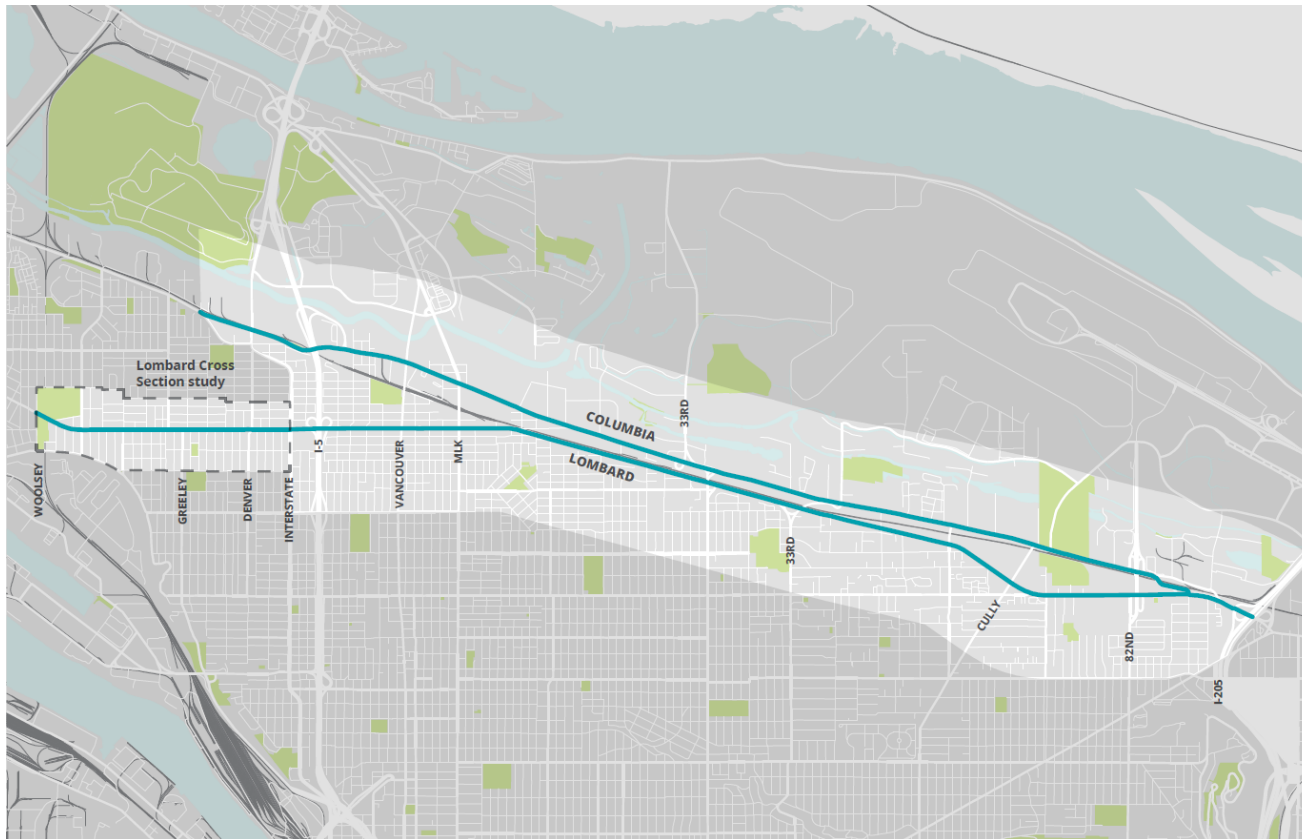 Lombard Cross
Section study
COLUMBIA
LOMBARD
33RD
I-5
VANCOUVER
MLK
WOOLSEY
GREELEY
DENVER
INTERSTATE
33RD
CULLY
82ND
I-205